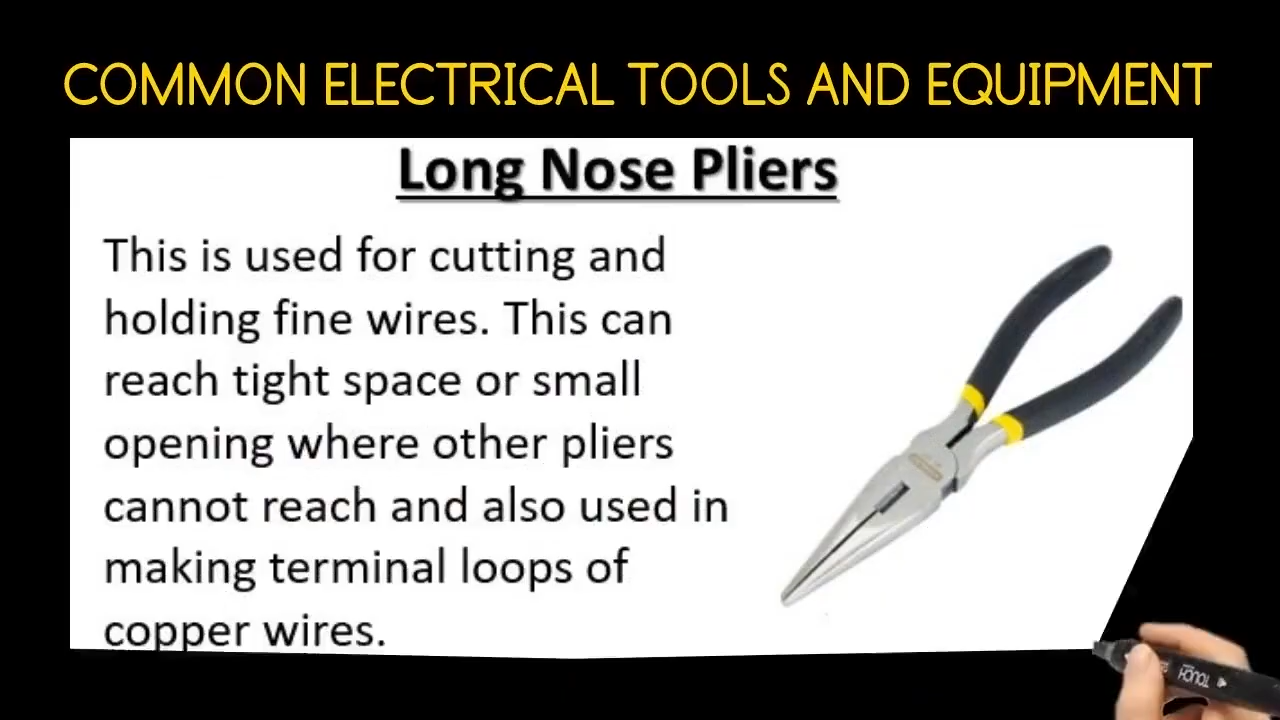 COMMON ELECTRICAL TOOLS AND EQUIPMENT
Long Nose Pliers
This is used for cutting and
holding fine wires. This can
reach tight space or small
opening where other pliers
cannot reach and also used in
making terminal loops of
copper wires.
TOUCH